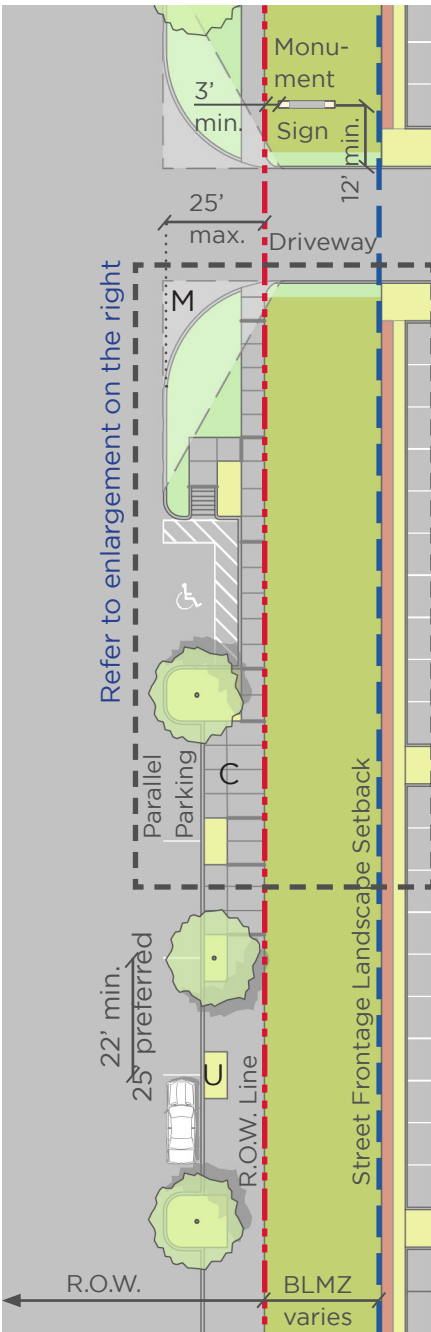 Monu-
ment
3'
min.
Sign
12' min.
25'
max.
Driveway
Refer to enlargement on the right
M
Parallel
Parking
C
Street Frontage Landscape Setback
22' min.
25' preferred
U
R.O.W. Line
R.O.W.
BLMZ
varies